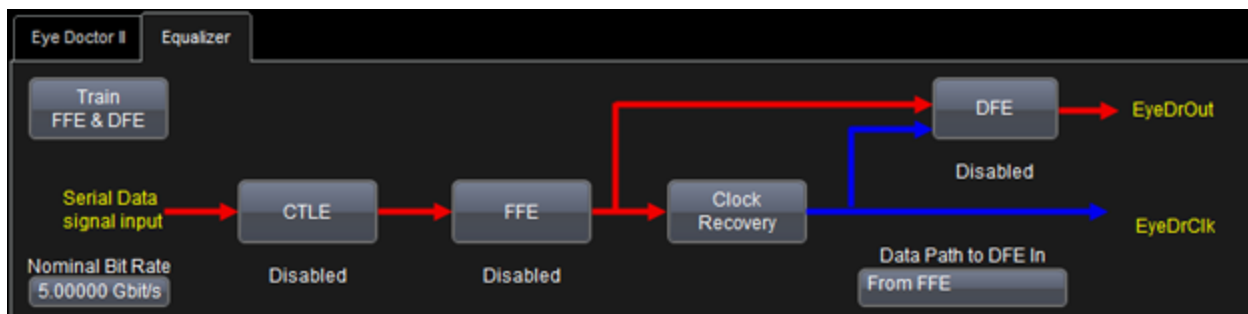 Eye Doctor II
Equalizer
Train
FFE & DFE
DFE
EyeDrOut
Disabled
Serial Data
signal input
CTLE
FFE
Clock
Recovery
EyeDrClk
Disabled
Disabled
Nominal Bit Rate
5.00000 Gbit/s
Data Path to DFE In
From FFE